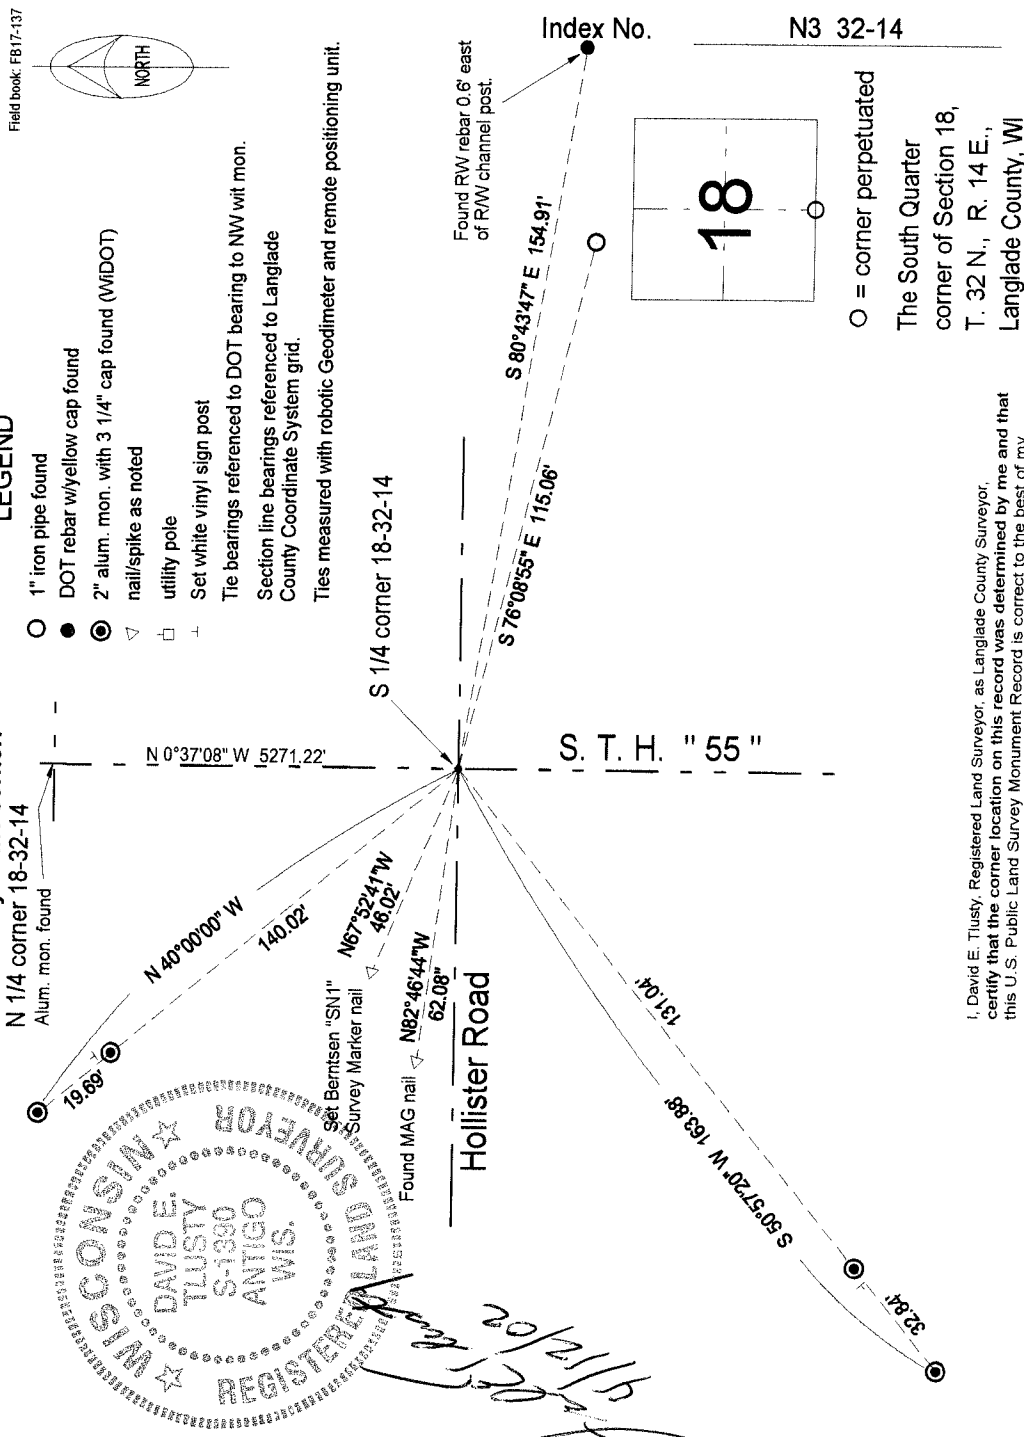 Field book: FB17-137
NORTH
LEGEND
1" iron pipe found
DOT rebar w/yellow cap found
2" alum. mon. with 3 1/4" cap found (WiDOT)
nail/spike as noted
utility pole
Set white vinyl sign post
Tie bearings referenced to DOT bearing to NW wit mon.
Section line bearings referenced to Langlade
County Coordinate System grid.
Ties measured with robotic Geodimeter and remote positioning unit.
Index No.
N3 32-14
Found RW rebar 0.6' east
of R/W channel post.
18
O = corner perpetuated
The South Quarter
corner of Section 18,
T. 32 N., R. 14 E.,
Langlade County, WI
N 1/4 corner 18-32-14
Alum. mon. found
N 0°37'08" W 5271.22'
S 1/4 corner 18-32-14
S 80°43'47" E 154.91'
S 76°08'55" E 115.06'
S. T. H. "55"
N 40°00'00" W
140.02'
19.69'
N67°52'41"W
46.02'
Set Berntsen "SN1"
Survey Marker nail
N82°46'44"W
62.08"
Found MAG nail
Hollister Road
131.04'
S 50°57'20" W 163.88'
32.84'
WISCONSIN
REGISTERED LAND SURVEYOR
DAVID E.
TLUSTY
S-1390
ANTIGO
WIS.
I, David E. Tlusty, Registered Land Surveyor, as Langlade County Surveyor,
certify that the corner location on this record was determined by me and that
this U.S. Public Land Survey Monument Record is correct to the best of my